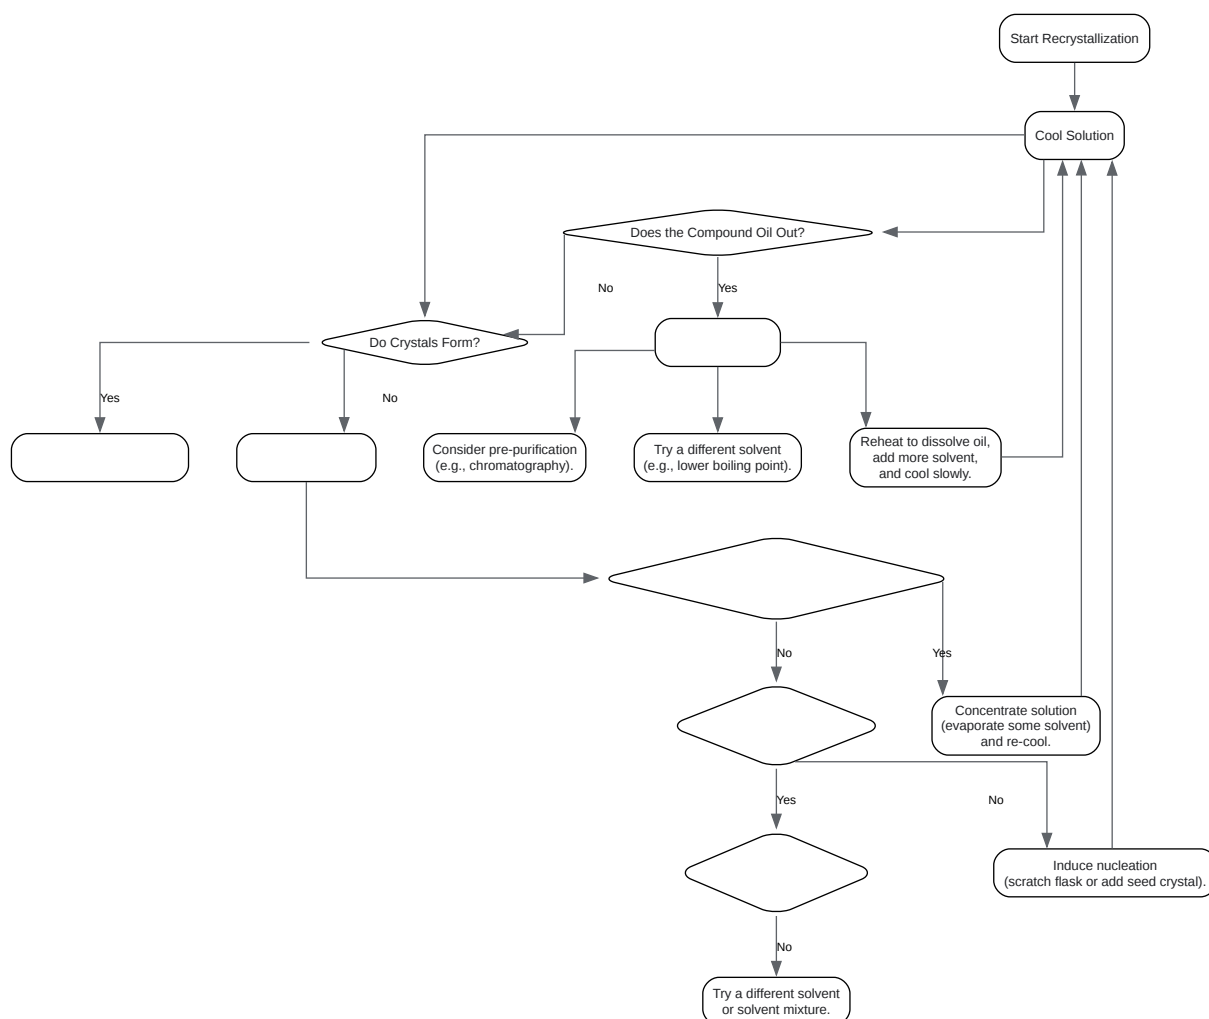 Start Recrystallization
Cool Solution
Does the Compound Oil Out?
No
Yes
Do Crystals Form?
Yes
No
Consider pre-purification
(e.g., chromatography).
Try a different solvent
(e.g., lower boiling point).
Reheat to dissolve oil,
add more solvent,
and cool slowly.
No
Yes
Concentrate solution
(evaporate some solvent)
and re-cool.
Yes
No
Induce nucleation
(scratch flask or add seed crystal).
No
Try a different solvent
or solvent mixture.